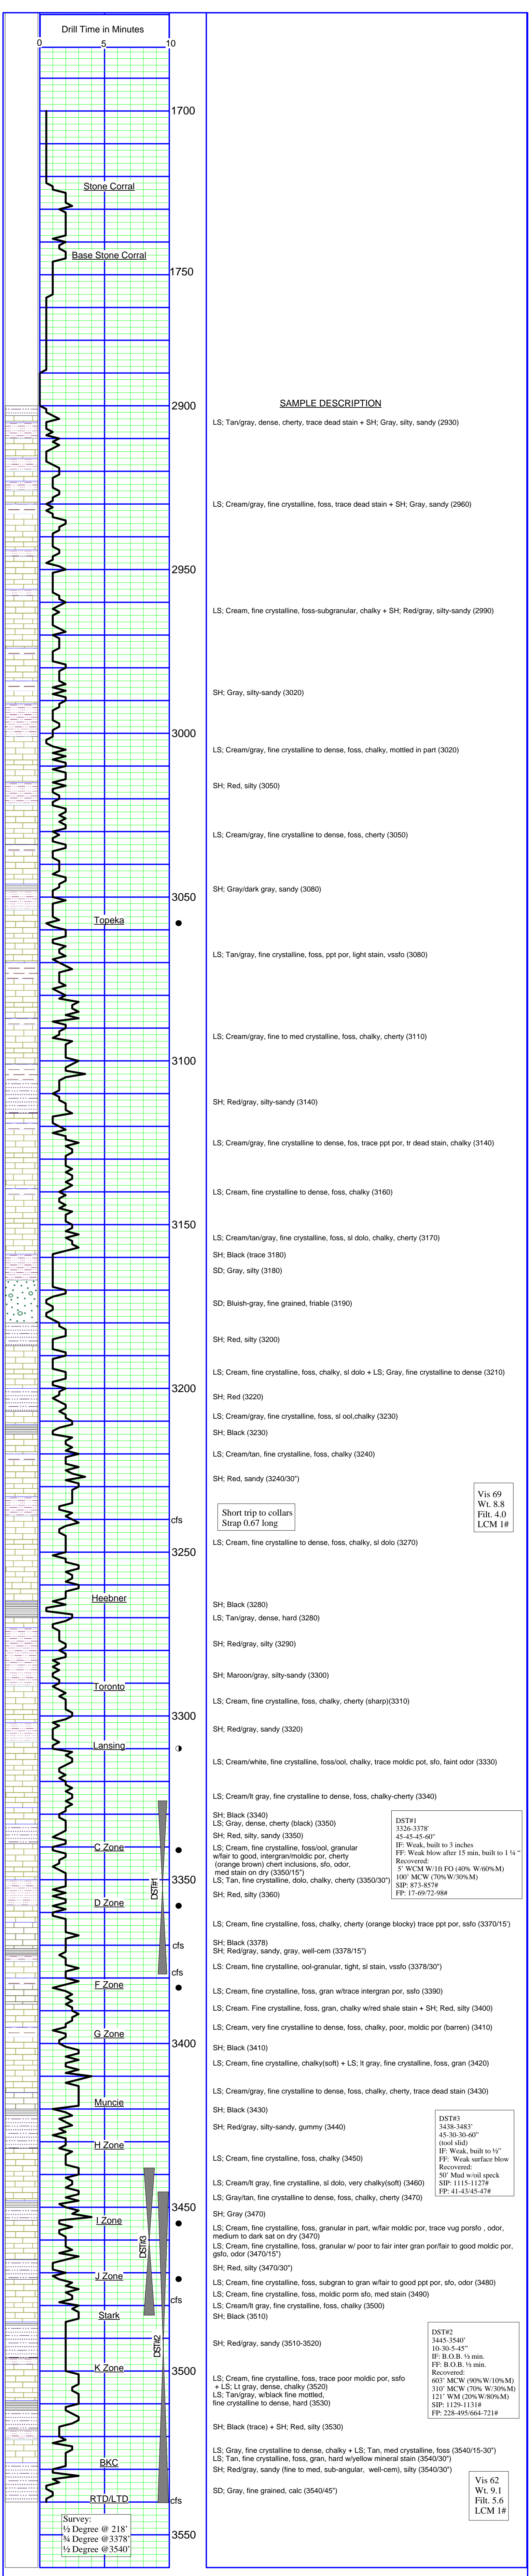 Drill Time in Minutes
0 5 10
1700
Stone Corral
Base Stone Corral
1750
2900
SAMPLE DESCRIPTION
LS; Tan/gray, dense, cherty, trace dead stain + SH; Gray, silty, sandy (2930)
LS; Cream/gray, fine crystalline, foss, trace dead stain + SH; Gray, sandy (2960)
2950
LS; Cream, fine crystalline, foss-subgranular, chalky + SH; Red/gray, silty-sandy (2990)
SH; Gray, silty-sandy (3020)
3000
LS; Cream/gray, fine crystalline to dense, foss, chalky, mottled in part (3020)
SH; Red, silty (3050)
LS; Cream/gray, fine crystalline to dense, foss, cherty (3050)
SH; Gray/dark gray, sandy (3080)
3050
Topeka
LS; Tan/gray, fine crystalline, foss, ppt por, light stain, vssfo (3080)
LS; Cream/gray, fine to med crystalline, foss, chalky, cherty (3110)
3100
SH; Red/gray, silty-sandy (3140)
LS; Cream/gray, fine crystalline to dense, fos, trace ppt por, tr dead stain, chalky (3140)
LS; Cream, fine crystalline to dense, foss, chalky (3160)
3150
LS; Cream/tan/gray, fine crystalline, foss, sl dolo, chalky, cherty (3170)
SH; Black (trace 3180)
SD; Gray, silty (3180)
SD; Bluish-gray, fine grained, friable (3190)
SH; Red, silty (3200)
LS; Cream, fine crystalline, foss, chalky, sl dolo + LS; Gray, fine crystalline to dense (3210)
3200
SH; Red (3220)
LS; Cream/gray, fine crystalline, foss, sl ool,chalky (3230)
SH; Black (3230)
LS; Cream/tan, fine crystalline, foss, chalky (3240)
SH; Red, sandy (3240/30")
Vis 69
Wt. 8.8
Filt. 4.0
LCM 1#
Short trip to collars
Strap 0.67 long
cfs
LS; Cream, fine crystalline to dense, foss, chalky, sl dolo (3270)
3250
Heebner
SH; Black (3280)
LS; Tan/gray, dense, hard (3280)
SH; Red/gray, silty (3290)
SH; Maroon/gray, silty-sandy (3300)
Toronto
LS; Cream, fine crystalline, foss, chalky, cherty (sharp)(3310)
3300
SH; Red/gray, sandy (3320)
Lansing
LS; Cream/white, fine crystalline, foss/ool, chalky, trace moldic pot, sfo, faint odor (3330)
LS; Cream/lt gray, fine crystalline to dense, foss, chalky-cherty (3340)
SH; Black (3340)
LS; Gray, dense, cherty (black) (3350)
SH; Red, silty, sandy (3350)
C Zone
LS; Cream, fine crystalline, foss/ool, granular
w/fair to good, intergran/moldic por, cherty
(orange brown) chert inclusions, sfo, odor,
med stain on dry (3350/15")
LS; Tan, fine crystalline, dolo, chalky, cherty (3350/30")
DST#1
3326-3378'
45-45-45-60"
IF: Weak, built to 3 inches
FF: Weak blow after 15 min, built to 1 ¼ "
Recovered:
5' WCM W/1ft FO (40% W/60%M)
100' MCW (70%W/30%M)
SIP: 873-857#
FP: 17-69/72-98#
3350
DST#1
SH; Red, silty (3360)
D Zone
LS; Cream, fine crystalline, foss, chalky, cherty (orange blocky) trace ppt por, ssfo (3370/15')
SH; Black (3378)
cfs
SH; Red/gray, sandy, gray, well-cem (3378/15")
LS; Cream, fine crystalline, ool-granular, tight, sl stain, vssfo (3378/30")
cfs
F Zone
LS; Cream, fine crystalline, foss, gran w/trace intergran por, ssfo (3390)
LS; Cream. Fine crystalline, foss, gran, chalky w/red shale stain + SH; Red, silty (3400)
LS; Cream, very fine crystalline to dense, foss, chalky, poor, moldic por (barren) (3410)
G Zone
3400
SH; Black (3410)
LS; Cream, fine crystalline, chalky(soft) + LS; lt gray, fine crystalline, foss, gran (3420)
LS; Cream/gray, fine crystalline to dense, foss, chalky, cherty, trace dead stain (3430)
Muncie
SH; Black (3430)
SH; Red/gray, silty-sandy, gummy (3440)
H Zone
LS; Cream, fine crystalline, foss, chalky (3450)
LS; Cream/lt gray, fine crystalline, sl dolo, very chalky(soft) (3460)
LS; Gray/tan, fine crystalline to dense, foss, chalky, cherty (3470)
DST#3
3438-3483'
45-30-30-60"
(tool slid)
IF: Weak, built to ½"
FF: Weak surface blow
Recovered:
50' Mud w/oil speck
SIP: 1115-1127#
FP: 41-43/45-47#
3450
SH; Gray (3470)
I Zone
LS; Cream, fine crystalline, foss, granular in part, w/fair moldic por, trace vug porsfo , odor,
medium to dark sat on dry (3470)
LS; Cream, fine crystalline, foss, granular w/ poor to fair inter gran por/fair to good moldic por,
gsfo, odor (3470/15")
DST#3
SH; Red, silty (3470/30")
J Zone
LS; Cream, fine crystalline, foss, subgran to gran w/fair to good ppt por, sfo, odor (3480)
LS; Cream, fine crystalline, foss, moldic porm sfo, med stain (3490)
cfs
LS; Cream/lt gray, fine crystalline, foss, chalky (3500)
Stark
SH; Black (3510)
DST#2
SH; Red/gray, sandy (3510-3520)
DST#2
3445-3540'
10-30-5-45"
IF: B.O.B. ½ min.
FF: B.O.B. ½ min.
Recovered:
603' MCW (90%W/10%M)
310' MCW (70% W/30%M)
121' WM (20%W/80%M)
SIP: 1129-1131#
FP: 228-495/664-721#
K Zone
3500
LS; Cream, fine crystalline, foss, trace poor moldic por, ssfo
+ LS; Lt gray, dense, chalky (3520)
LS; Tan/gray, w/black fine mottled,
fine crystalline to dense, hard (3530)
SH; Black (trace) + SH; Red, silty (3530)
LS; Gray, fine crystalline to dense, chalky + LS; Tan, med crystalline, foss (3540/15-30")
LS; Tan, fine crystalline, foss, gran, hard w/yellow mineral stain (3540/30")
BKC
SH; Red/gray, sandy (fine to med, sub-angular, well-cem), silty (3540/30")
SD; Gray, fine grained, calc (3540/45")
Vis 62
Wt. 9.1
Filt. 5.6
LCM 1#
RTD/LTD
cfs
Survey:
½ Degree @ 218'
¾ Degree @3378'
½ Degree @3540'
3550